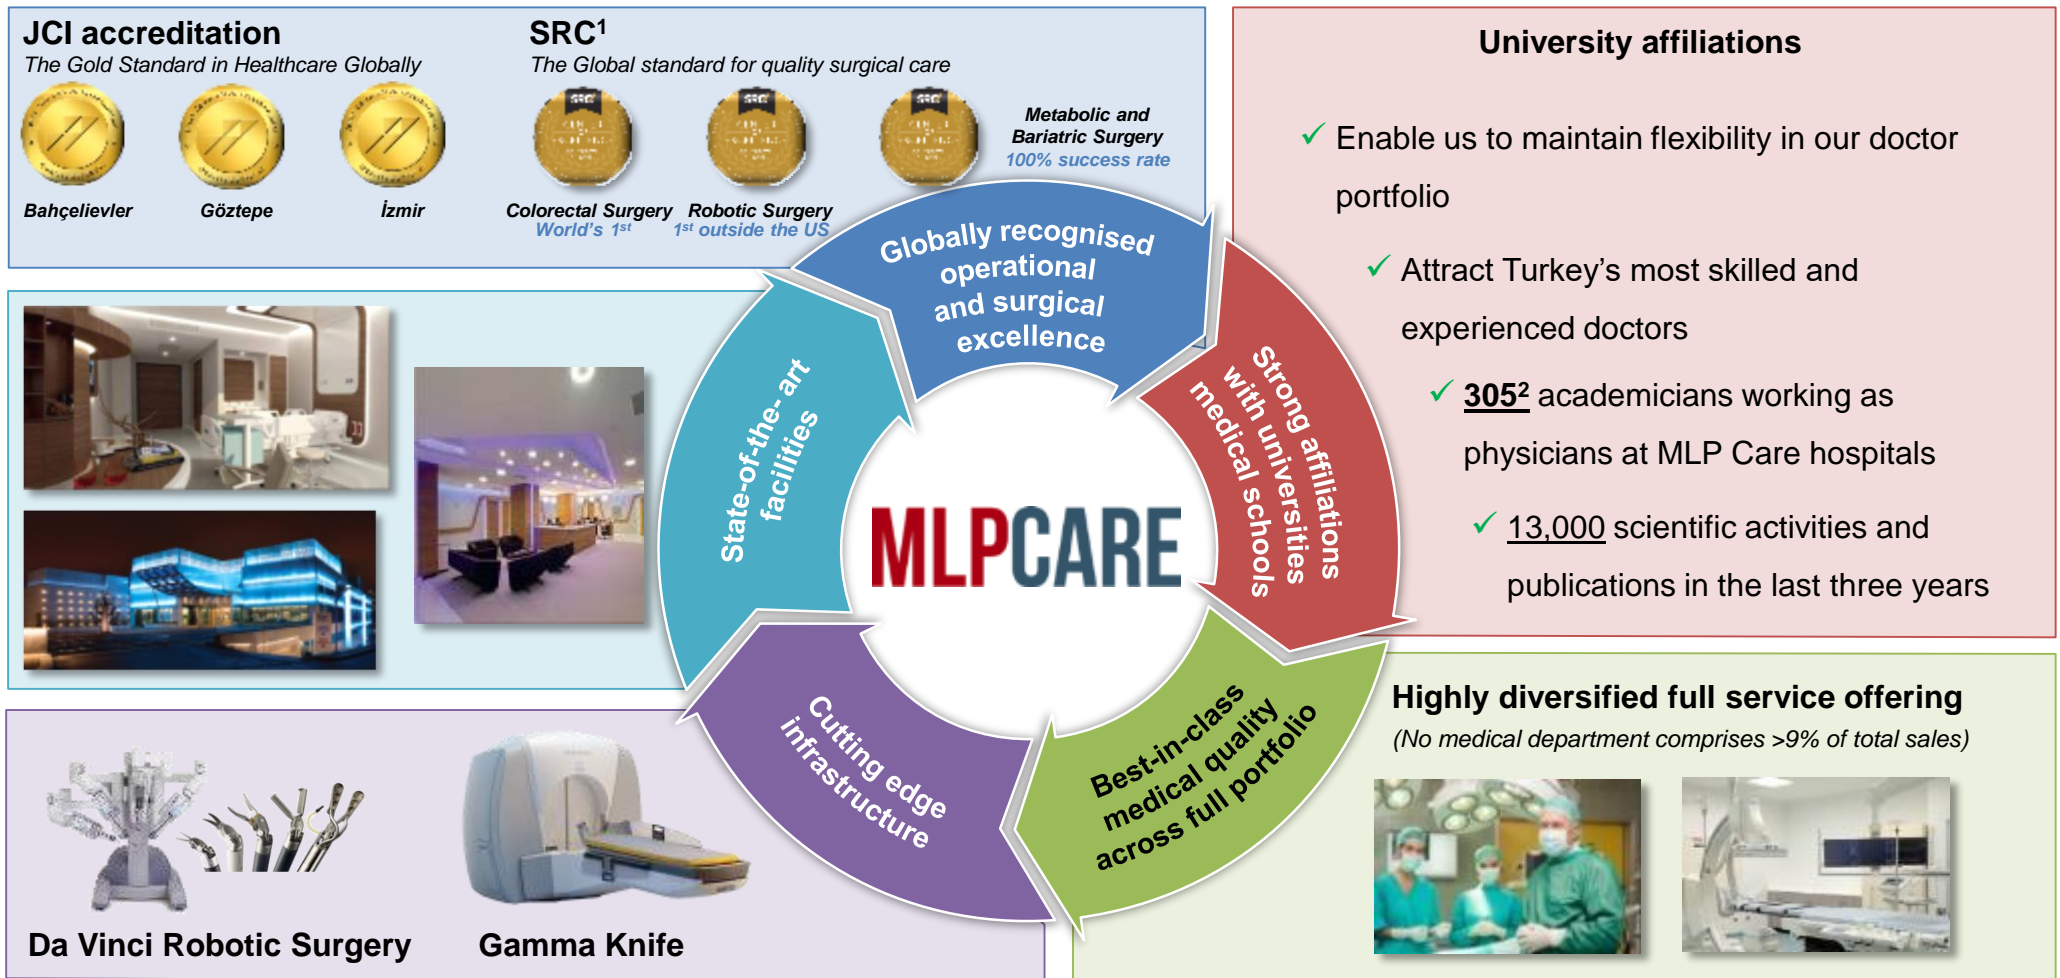 JCI accreditation
The Gold Standard in Healthcare Globally
Bahçelievler
Göztepe
İzmir
SRC¹
The Global standard for quality surgical care
SRC
SRC
SRC
Colorectal Surgery
World's 1st
Robotic Surgery
1st outside the US
Metabolic and
Bariatric Surgery
100% success rate
University affiliations
✓ Enable us to maintain flexibility in our doctor
portfolio
✓ Attract Turkey's most skilled and
experienced doctors
✓ 305² academicians working as
physicians at MLP Care hospitals
✓ 13,000 scientific activities and
publications in the last three years
Globally recognised
operational
and surgical
excellence
Strong affiliations
with universities
medical schools
Best-in-class
medical quality
across full portfolio
Cutting edge
infrastructure
State-of-the- art
facilities
MLPCARE
Highly diversified full service offering
(No medical department comprises >9% of total sales)
Da Vinci Robotic Surgery
Gamma Knife